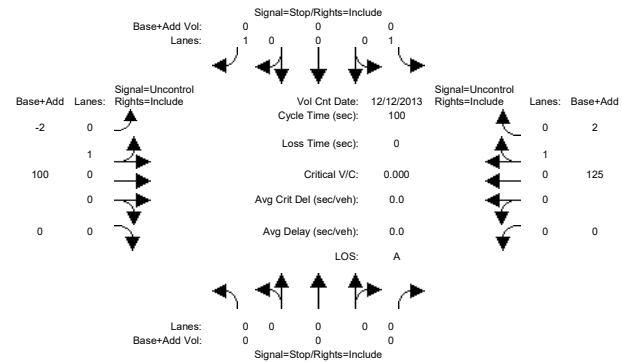 Signal=Stop/Rights=Include
Base+Add Vol: 0 0 0
Lanes: 1 0 0 0 1
Signal=Uncontrol Signal=Uncontrol
Base+Add Lanes: Rights=Include Vol Cnt Date: 12/12/2013 Rights=Include Lanes: Base+Add
Cycle Time (sec): 100
-2 0 0 2
Loss Time (sec): 0
1 1
100 0 Critical V/C: 0.000 0 125
0 Avg Crit Del (sec/veh): 0.0 0
0 0 Avg Delay (sec/veh): 0.0 0 0
LOS: A
Lanes: 0 0 0 0 0
Base+Add Vol: 0 0 0
Signal=Stop/Rights=Include